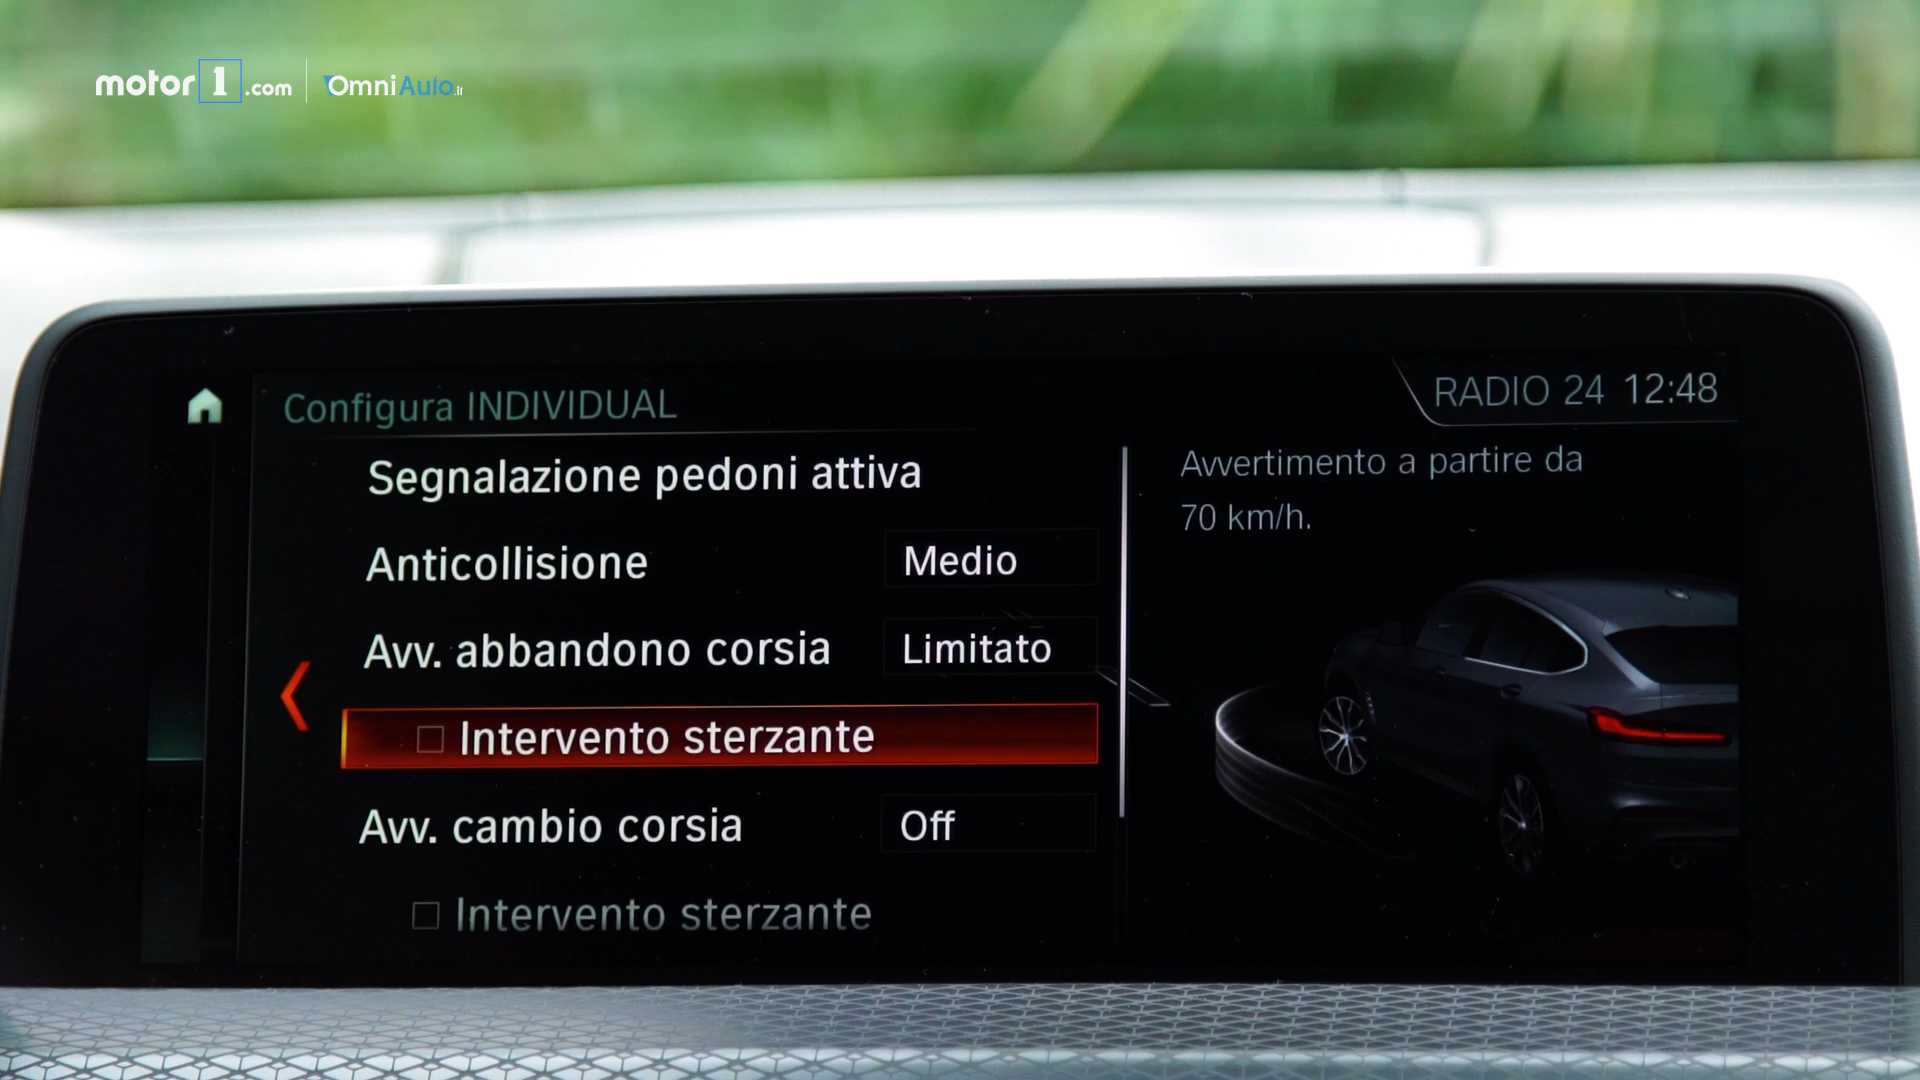 motor1.com OmniAuto.it
Configura INDIVIDUAL
RADIO 24 12:48
Segnalazione pedoni attiva
Anticollisione Medio
Avv. abbandono corsia Limitato
Intervento sterzante
Avv. cambio corsia Off
Intervento sterzante
Avvertimento a partire da
70 km/h.